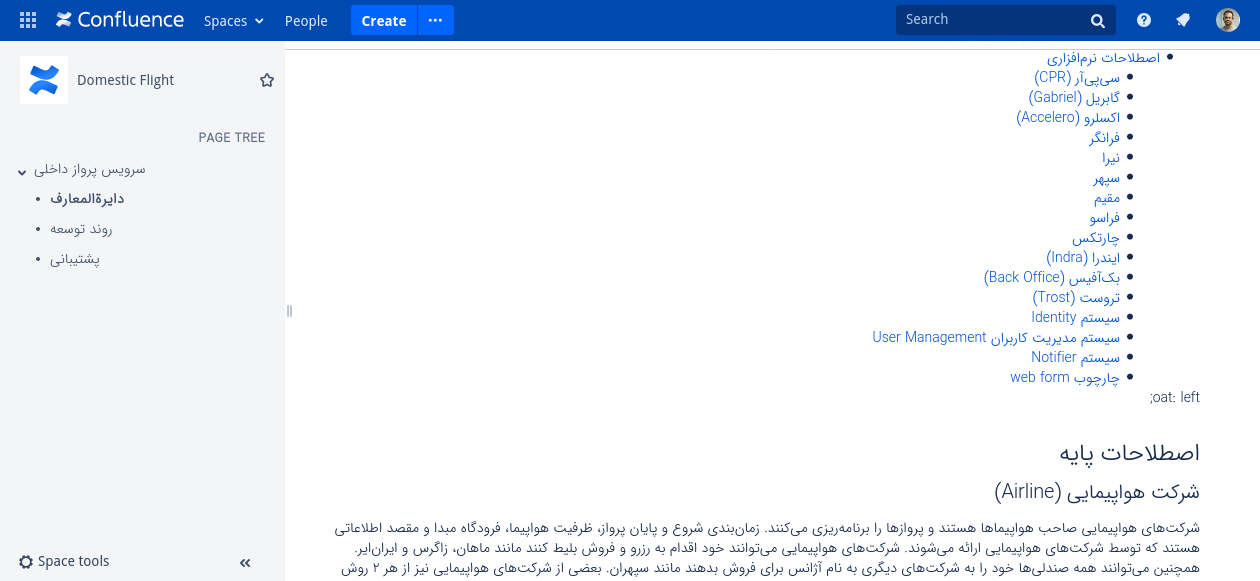 Confluence Spaces People Create ··· Search
Domestic Flight
PAGE TREE
سرویس پرواز داخلی
• دایرةالمعارف
• روند توسعه
• پشتیبانی
Space tools
• اصطلاحات نرم‌افزاری
• سی‌پی‌آر (CPR)
• گابریل (Gabriel)
• اکسلرو (Accelero)
• فرانگر
• نیرا
• سپهر
• مقیم
• فراسو
• چارتکس
• ایندرا (Indra)
• بک‌آفیس (Back Office)
• تروست (Trost)
• سیستم Identity
• سیستم مدیریت کاربران User Management
• سیستم Notifier
• چارچوب web form
;oat: left
اصطلاحات پایه
شرکت هواپیمایی (Airline)
شرکت‌های هواپیمایی صاحب هواپیماها هستند و پروازها را برنامه‌ریزی می‌کنند. زمان‌بندی شروع و پایان پرواز، ظرفیت هواپیما، فرودگاه مبدا و مقصد اطلاعاتی
هستند که توسط شرکت‌های هواپیمایی ارائه می‌شوند. شرکت‌های هواپیمایی می‌توانند خود اقدام به رزرو و فروش بلیط کنند مانند ماهان، زاگرس و ایران‌ایر.
همچنین می‌توانند همه صندلی‌ها خود را به شرکت‌های دیگری به نام آژانس برای فروش بدهند مانند سپهران. بعضی از شرکت‌های هواپیمایی نیز از هر ۲ روش